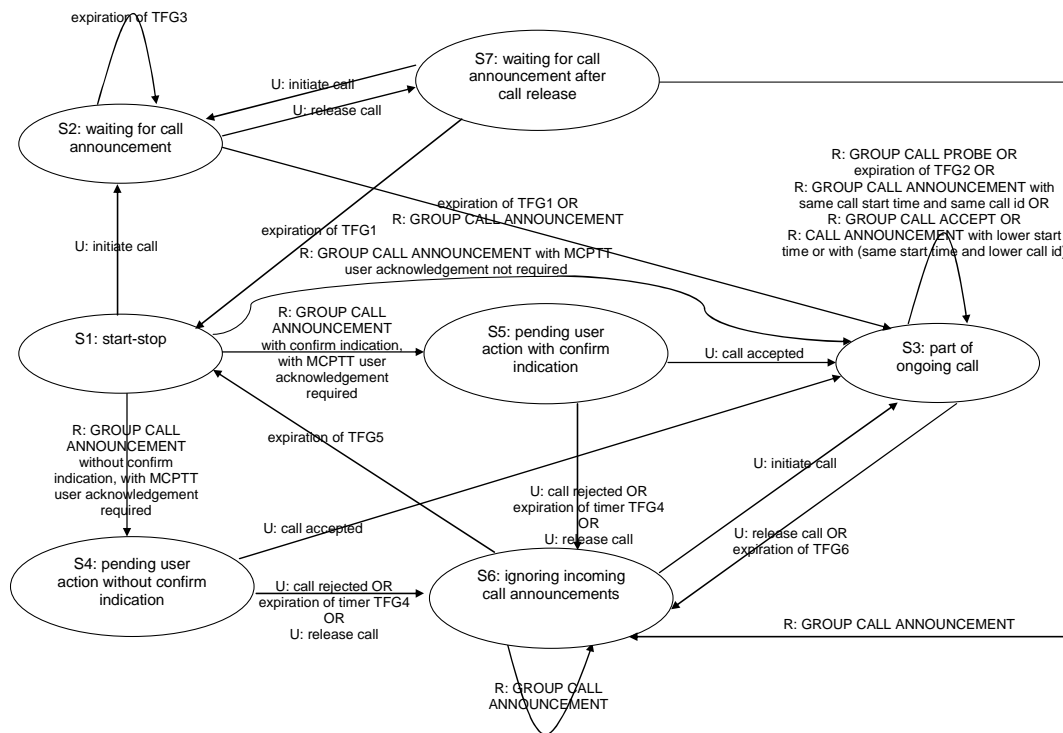 expiration of TFG3
S7: waiting for call
announcement after
call release
U: initiate call
U: release call
S2: waiting for call
announcement
R: GROUP CALL PROBE OR
expiration of TFG2 OR
R: GROUP CALL ANNOUNCEMENT with
same call start time and same call id OR
R: GROUP CALL ACCEPT OR
R: CALL ANNOUNCEMENT with lower start
time or with (same start time and lower call id)
expiration of TFG1 OR
R: GROUP CALL ANNOUNCEMENT
expiration of TFG1
U: initiate call
R: GROUP CALL ANNOUNCEMENT with MCPTT
user acknowledgement not required
S1: start-stop
R: GROUP CALL
ANNOUNCEMENT
with confirm indication,
with MCPTT user
acknowledgement
required
S5: pending user
action with confirm
indication
U: call accepted
S3: part of
ongoing call
R: GROUP CALL
ANNOUNCEMENT
without confirm
indication, with MCPTT
user acknowledgement
required
expiration of TFG5
U: initiate call
U: call rejected OR
expiration of timer TFG4
OR
U: release call
U: call accepted
U: release call OR
expiration of TFG6
S4: pending user
action without confirm
indication
U: call rejected OR
expiration of timer TFG4
OR
U: release call
S6: ignoring incoming
call announcements
R: GROUP CALL ANNOUNCEMENT
R: GROUP CALL
ANNOUNCEMENT